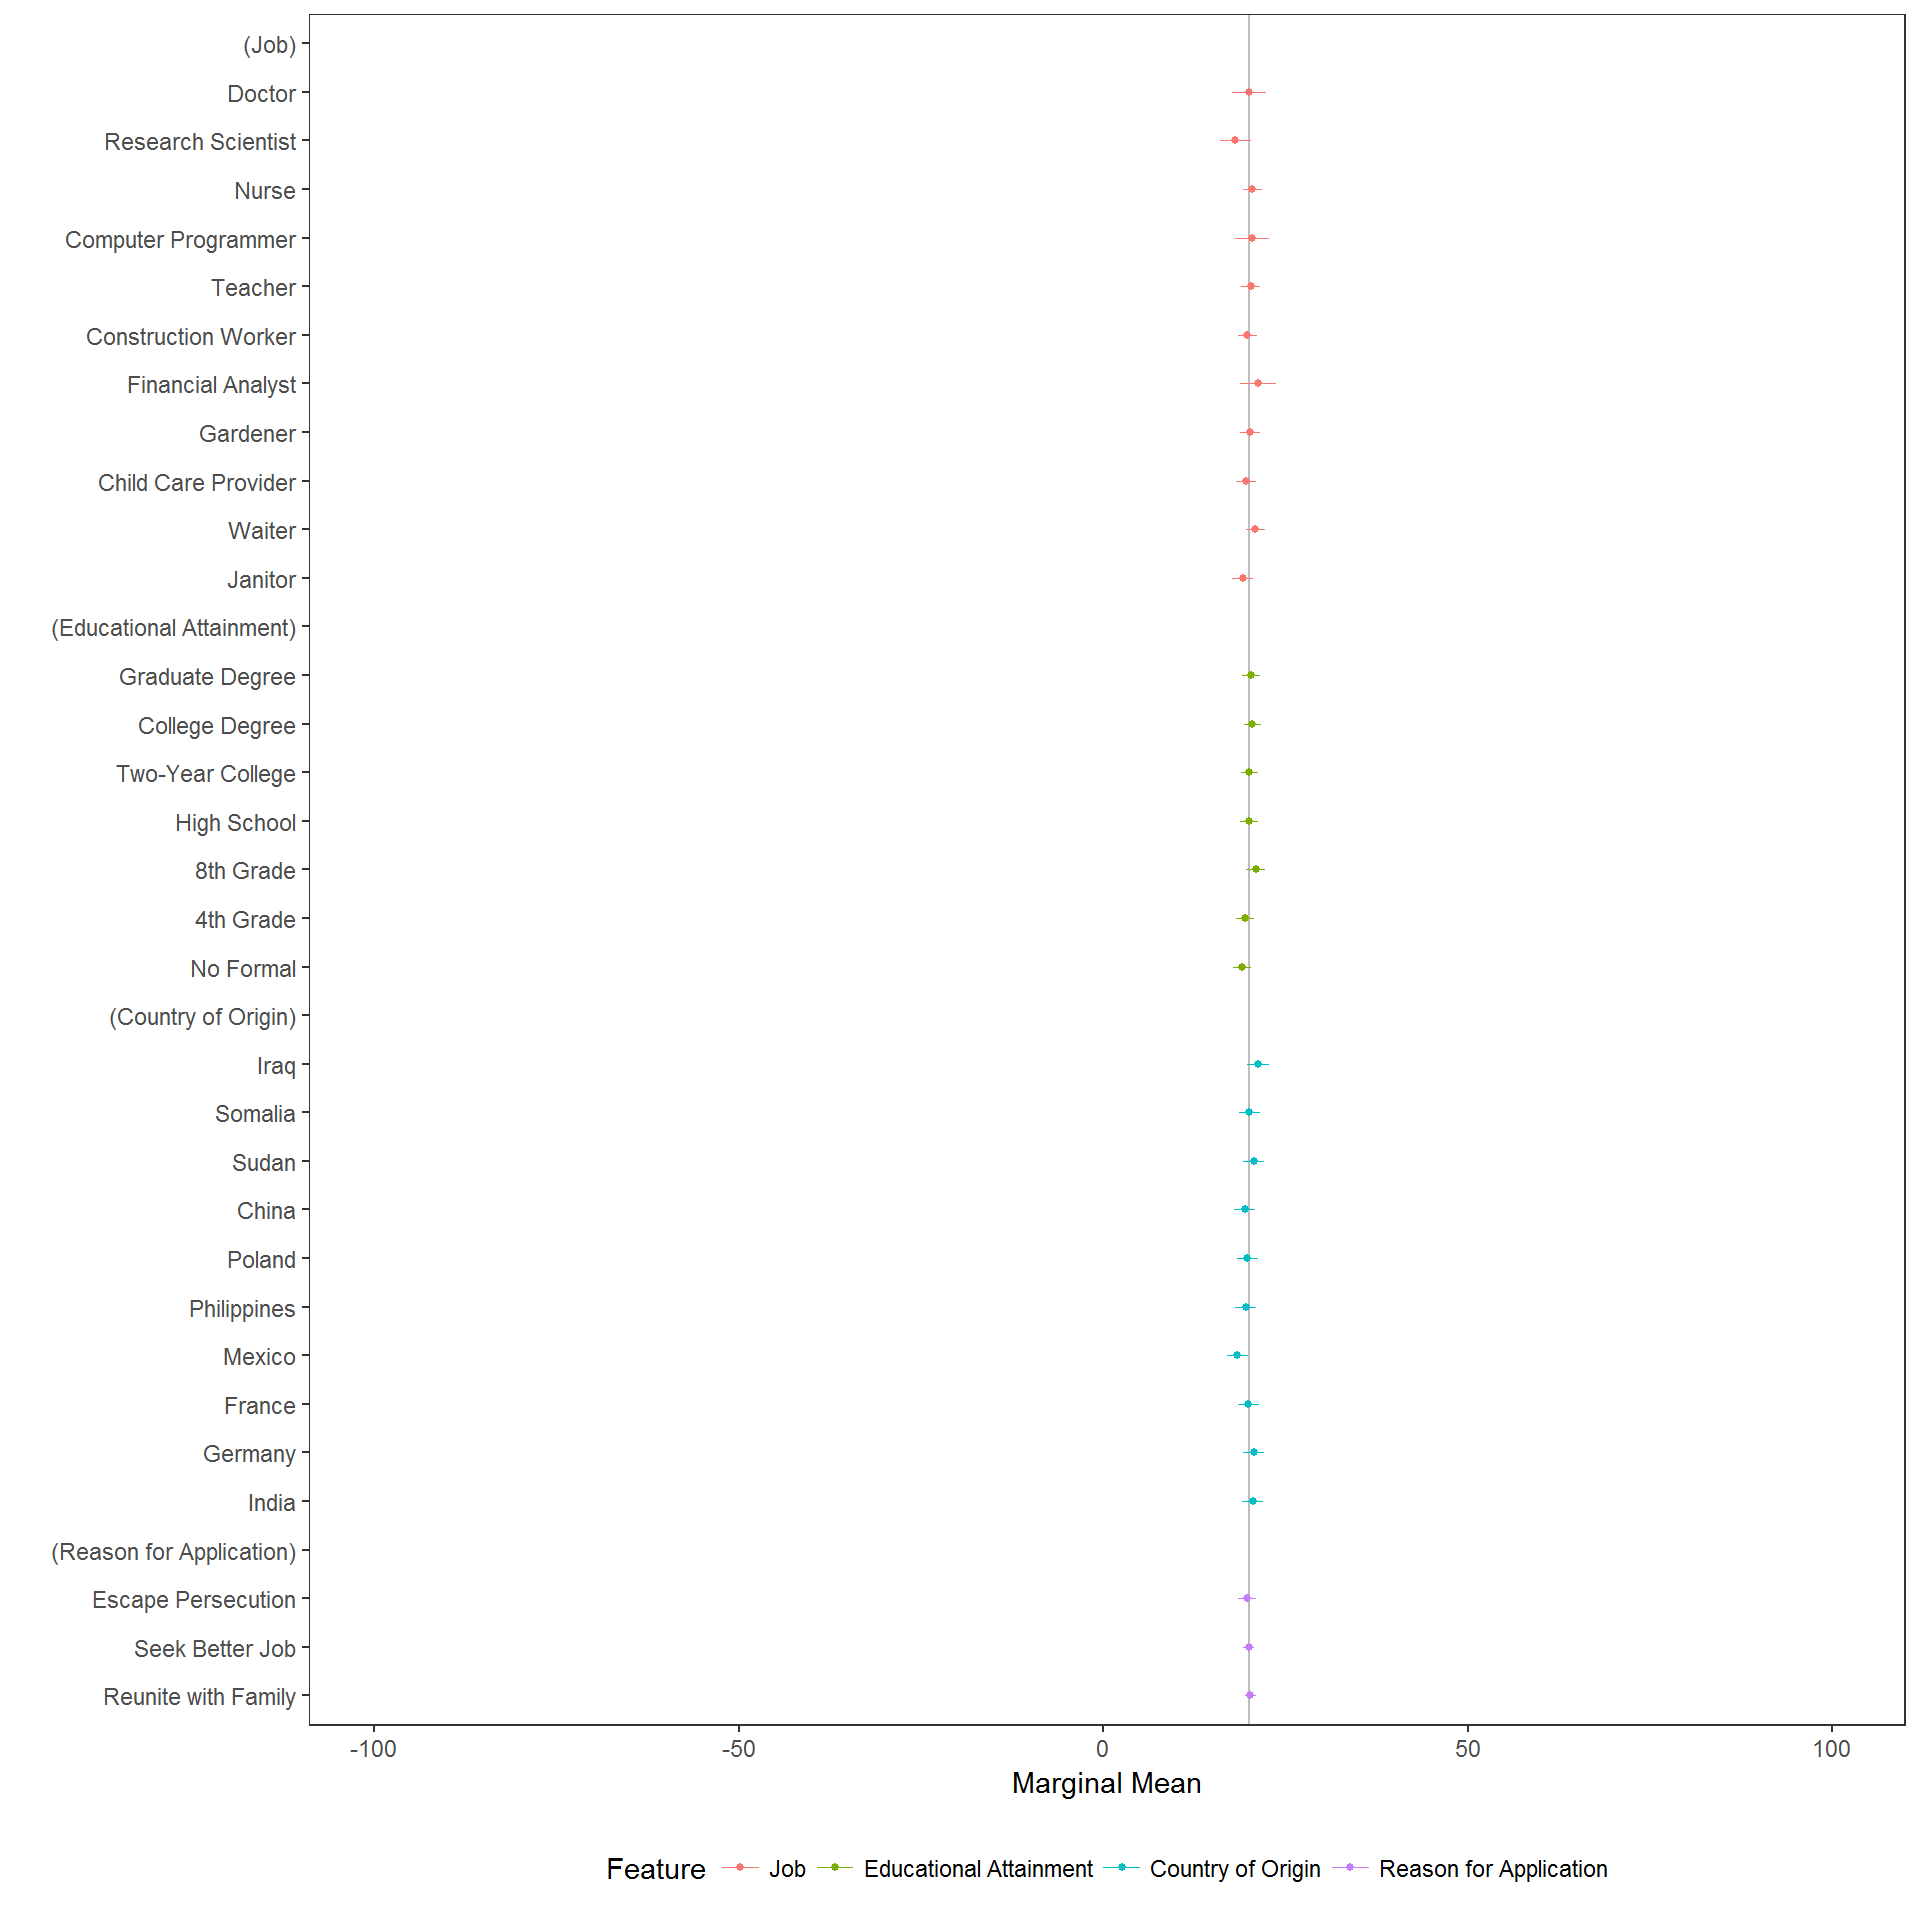 (Job)
Doctor
Research Scientist
Nurse
Computer Programmer
Teacher
Construction Worker
Financial Analyst
Gardener
Child Care Provider
Waiter
Janitor
(Educational Attainment)
Graduate Degree
College Degree
Two-Year College
High School
8th Grade
4th Grade
No Formal
(Country of Origin)
Iraq
Somalia
Sudan
China
Poland
Philippines
Mexico
France
Germany
India
(Reason for Application)
Escape Persecution
Seek Better Job
Reunite with Family
-100 -50 0 50 100
Marginal Mean
Feature Job Educational Attainment Country of Origin Reason for Application